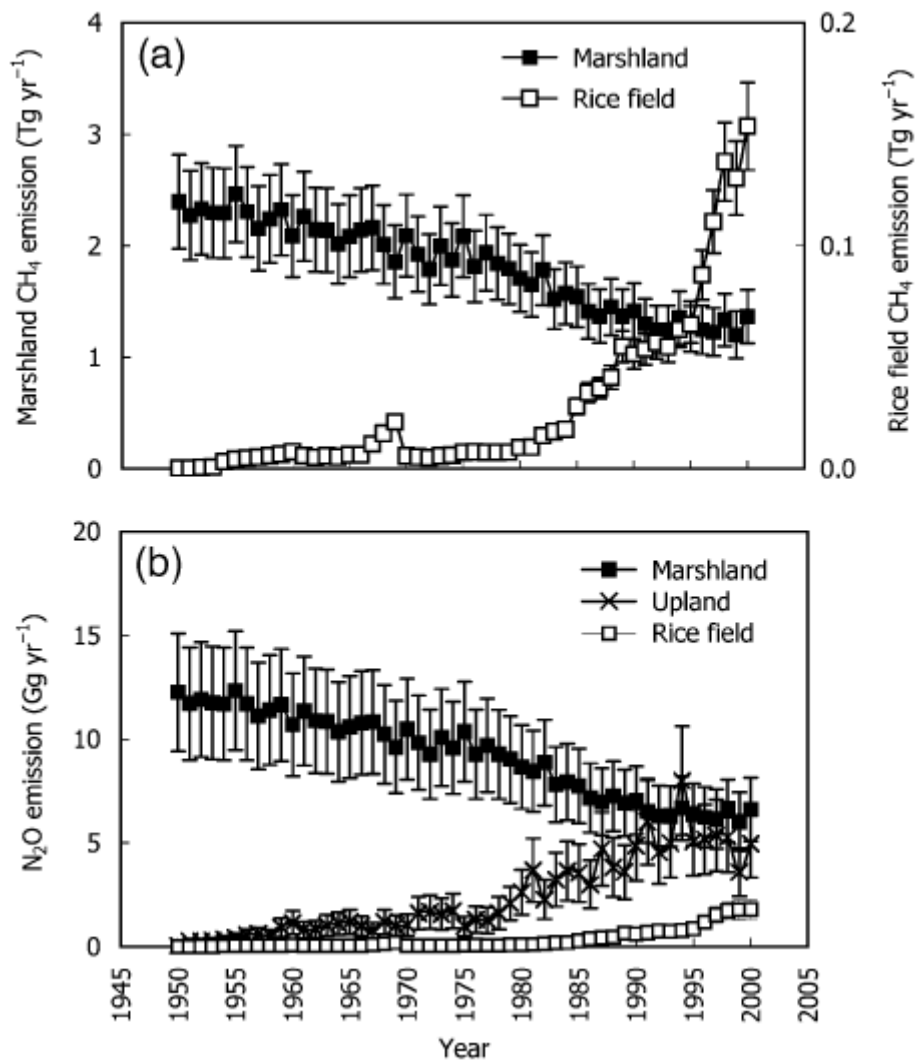 (a)
Marshland
Rice field
Marshland CH₄ emission (Tg yr⁻¹)
4
3
2
1
0
Rice field CH₄ emission (Tg yr⁻¹)
0.2
0.1
0.0
(b)
Marshland
Upland
Rice field
N₂O emission (Gg yr⁻¹)
20
15
10
5
0
1945
1950
1955
1960
1965
1970
1975
1980
1985
1990
1995
2000
2005
Year